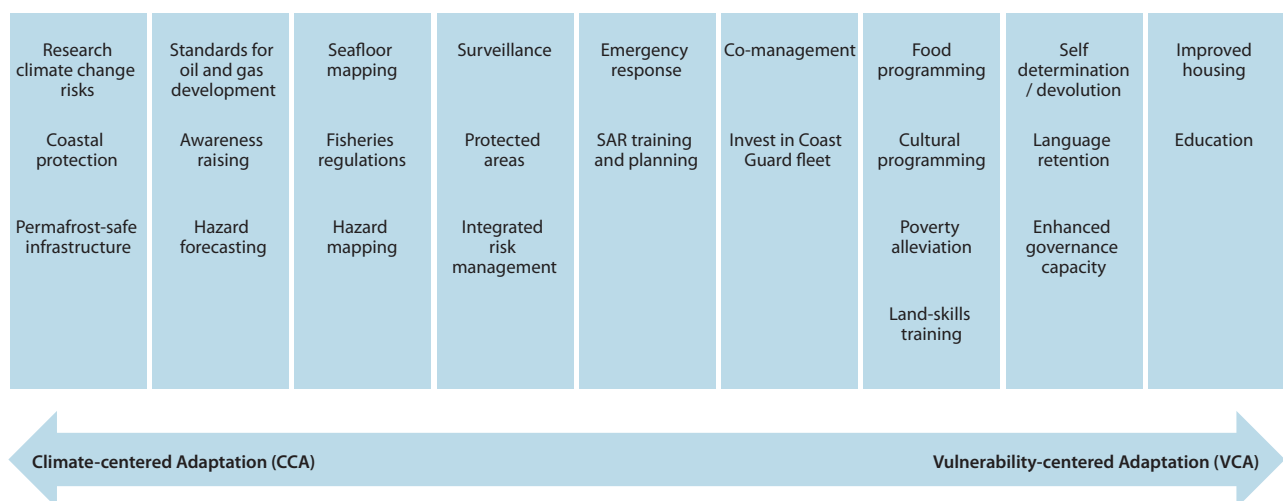 Research
climate change
risks
Coastal
protection
Permafrost-safe
infrastructure
Standards for
oil and gas
development
Awareness
raising
Hazard
forecasting
Seafloor
mapping
Fisheries
regulations
Hazard
mapping
Surveillance
Protected
areas
Integrated
risk
management
Emergency
response
SAR training
and planning
Co-management
Invest in Coast
Guard fleet
Food
programming
Cultural
programming
Poverty
alleviation
Land-skills
training
Self
determination
/ devolution
Language
retention
Enhanced
governance
capacity
Improved
housing
Education
Climate-centered Adaptation (CCA)
Vulnerability-centered Adaptation (VCA)